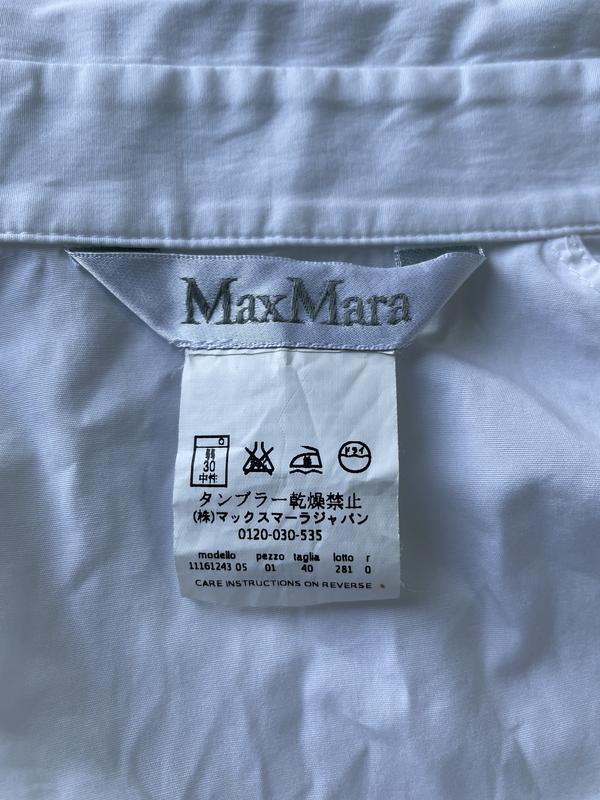 MaxMara
弱
30
中性
ドライ
タンブラー乾燥禁止
(株)マックスマーラジャパン
0120-030-535
modello pezzo taglia lotto r
11161243 05 01 40 281 0
CARE INSTRUCTIONS ON REVERSE